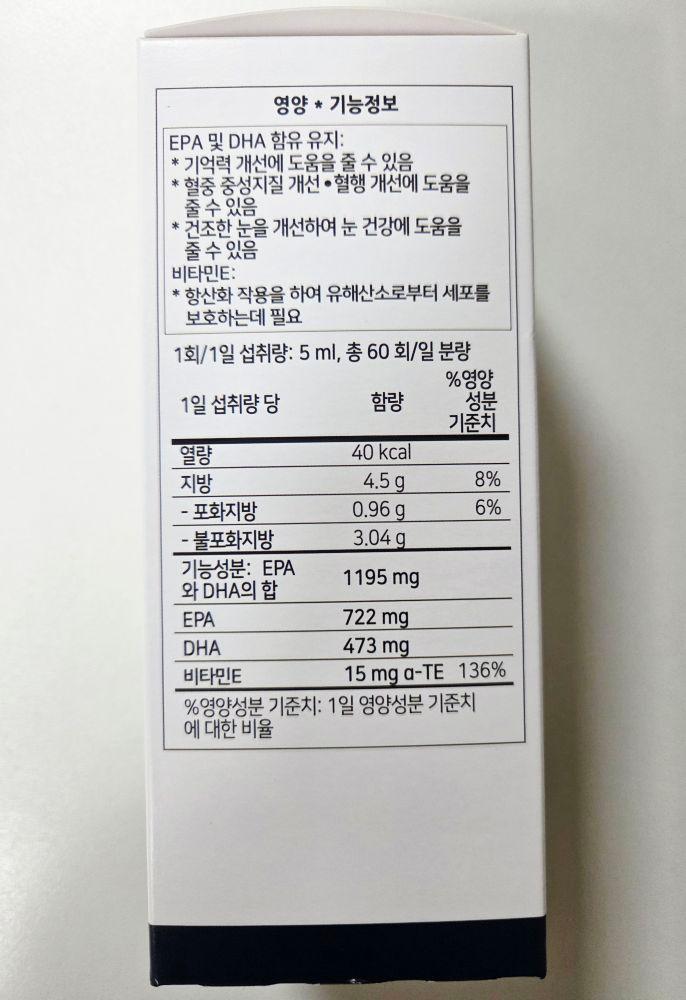 영양 * 기능정보
EPA 및 DHA 함유 유지:
* 기억력 개선에 도움을 줄 수 있음
* 혈중 중성지질 개선•혈행 개선에 도움을
줄 수 있음
* 건조한 눈을 개선하여 눈 건강에 도움을
줄 수 있음
비타민E:
* 항산화 작용을 하여 유해산소로부터 세포를
보호하는데 필요
1회/1일 섭취량: 5 ml, 총 60 회/일 분량
1일 섭취량 당 함량 %영양
성분
기준치
열량 40 kcal
지방 4.5 g 8%
- 포화지방 0.96 g 6%
- 불포화지방 3.04 g
기능성분: EPA
와 DHA의 합 1195 mg
EPA 722 mg
DHA 473 mg
비타민E 15 mg α-TE 136%
%영양성분 기준치: 1일 영양성분 기준치
에 대한 비율